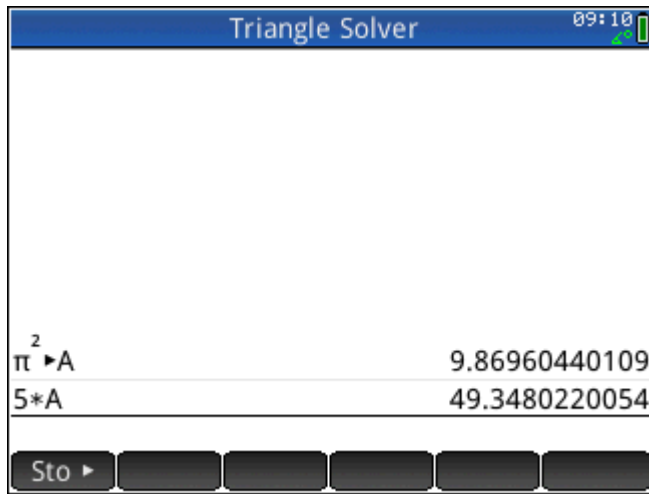 Triangle Solver 09:10
∡°
π² ▶A 9.86960440109
5*A 49.3480220054
Sto ▶